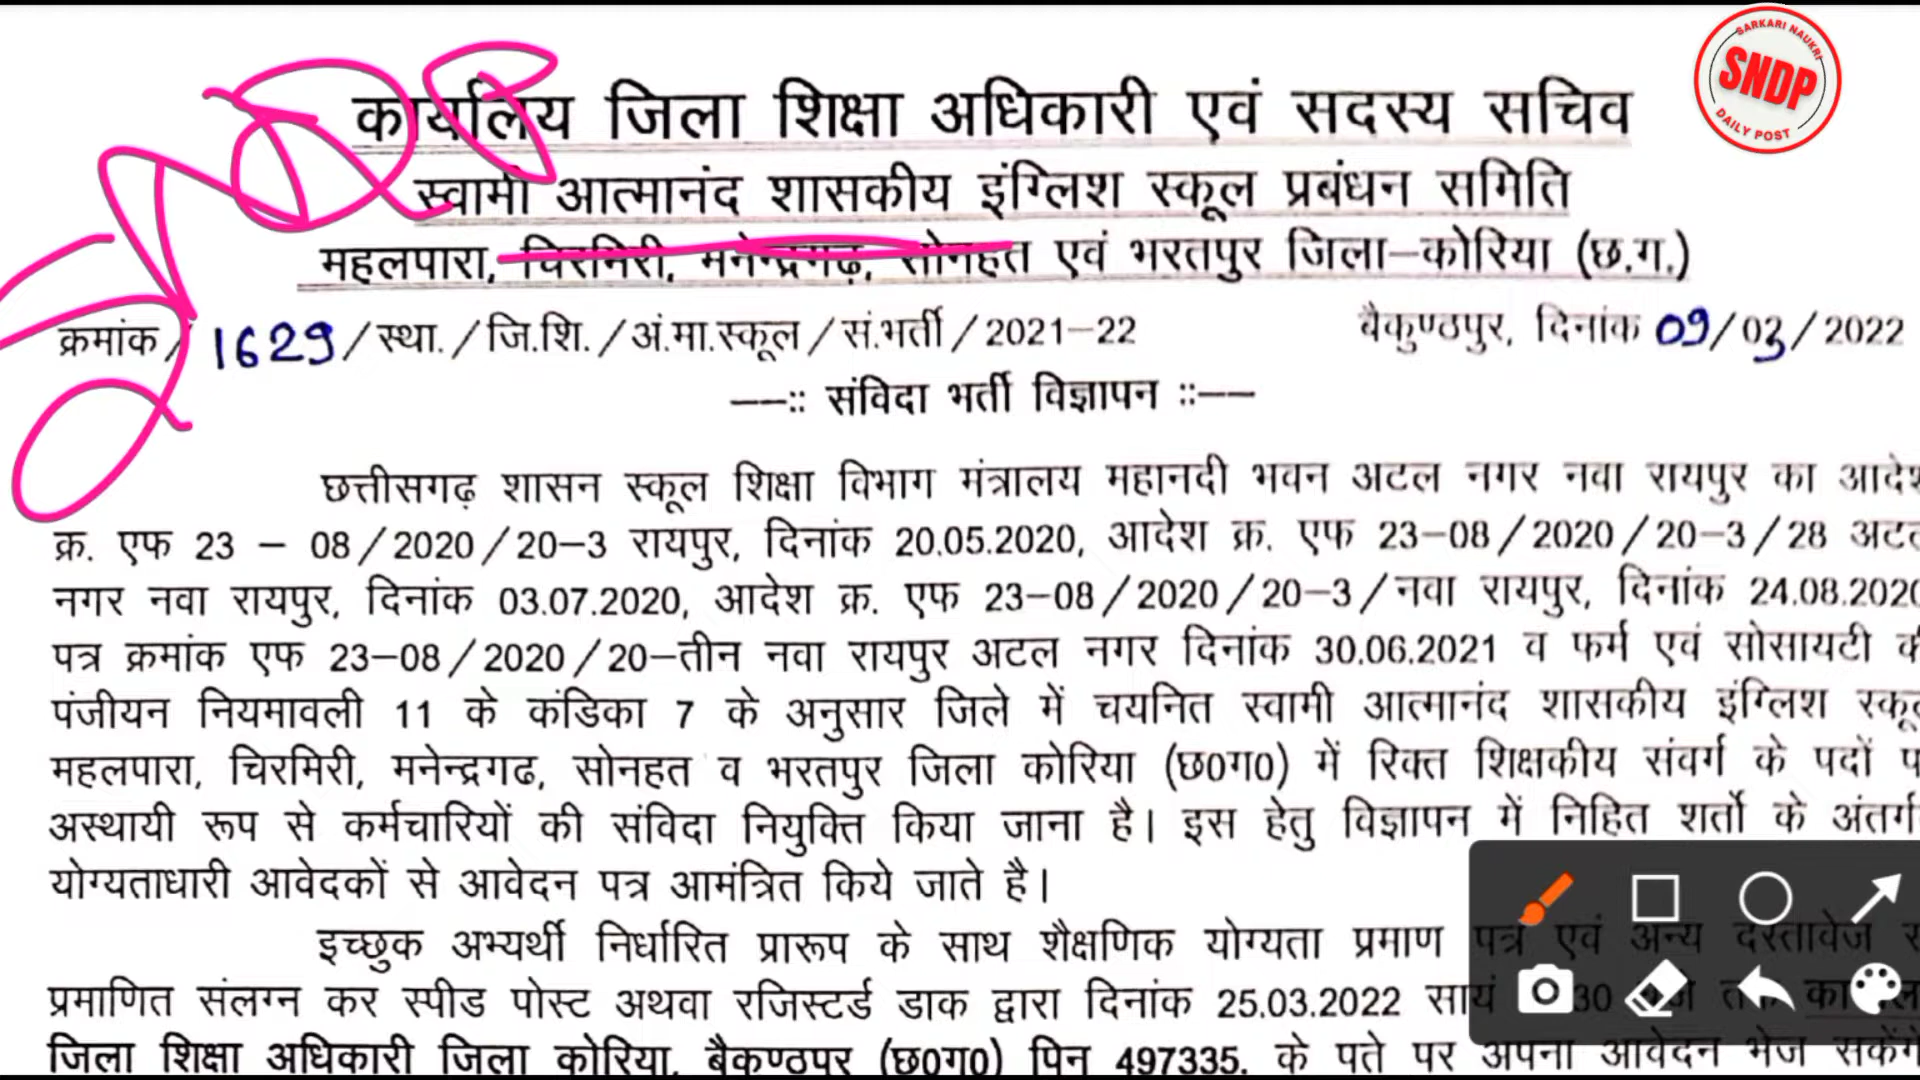 SARKARI NAUKRI
SNDP
DAILY POST
कार्यालय जिला शिक्षा अधिकारी एवं सदस्य सचिव
स्वामी आत्मानंद शासकीय इंग्लिश स्कूल प्रबंधन समिति
महलपारा, चिरमिरी, मनेन्द्रगढ़, सोनहत एवं भरतपुर जिला–कोरिया (छ.ग.)
क्रमांक / 1629 /स्था./जि.शि./अं.मा.स्कूल/सं.भर्ती/2021–22 बैकुण्ठपुर, दिनांक 09/03/2022
––:: संविदा भर्ती विज्ञापन ::––
छत्तीसगढ़ शासन स्कूल शिक्षा विभाग मंत्रालय महानदी भवन अटल नगर नवा रायपुर का आदेश
क्र. एफ 23 – 08/2020/20–3 रायपुर, दिनांक 20.05.2020, आदेश क्र. एफ 23–08/2020/20–3/28 अटल
नगर नवा रायपुर, दिनांक 03.07.2020, आदेश क्र. एफ 23–08/2020/20–3/नवा रायपुर, दिनांक 24.08.2020
पत्र क्रमांक एफ 23–08/2020/20–तीन नवा रायपुर अटल नगर दिनांक 30.06.2021 व फर्म एवं सोसायटी की
पंजीयन नियमावली 11 के कंडिका 7 के अनुसार जिले में चयनित स्वामी आत्मानंद शासकीय इंग्लिश स्कूल
महलपारा, चिरमिरी, मनेन्द्रगढ, सोनहत व भरतपुर जिला कोरिया (छ0ग0) में रिक्त शिक्षकीय संवर्ग के पदों
अस्थायी रूप से कर्मचारियों की संविदा नियुक्ति किया जाना है। इस हेतु विज्ञापन में निहित शर्तो के
योग्यताधारी आवेदकों से आवेदन पत्र आमंत्रित किये जाते है।
इच्छुक अभ्यर्थी निर्धारित प्रारूप के साथ शैक्षणिक योग्यता प्रमाण पत्र एवं अन्य दस्तावेज
प्रमाणित संलग्न कर स्पीड पोस्ट अथवा रजिस्टर्ड डाक द्वारा दिनांक 25.03.2022 सायं
जिला शिक्षा अधिकारी जिला कोरिया, बैकुण्ठपुर (छ0ग0) पिन 497335. के पते पर अपना आवेदन भेज सकेंगे